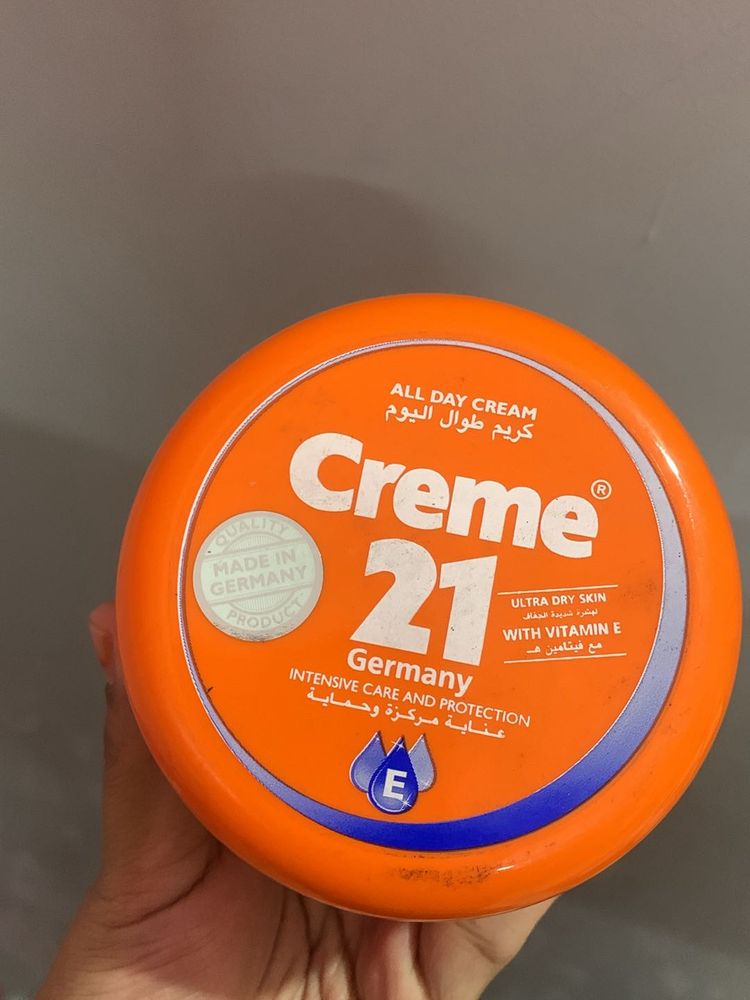 ALL DAY CREAM
كريم طوال اليوم
Creme®
21
Germany
QUALITY
MADE IN
GERMANY
PRODUCT
ULTRA DRY SKIN
لبشرة شديدة الجفاف
WITH VITAMIN E
مع فيتامين هـ
INTENSIVE CARE AND PROTECTION
عناية مركزة وحماية
E